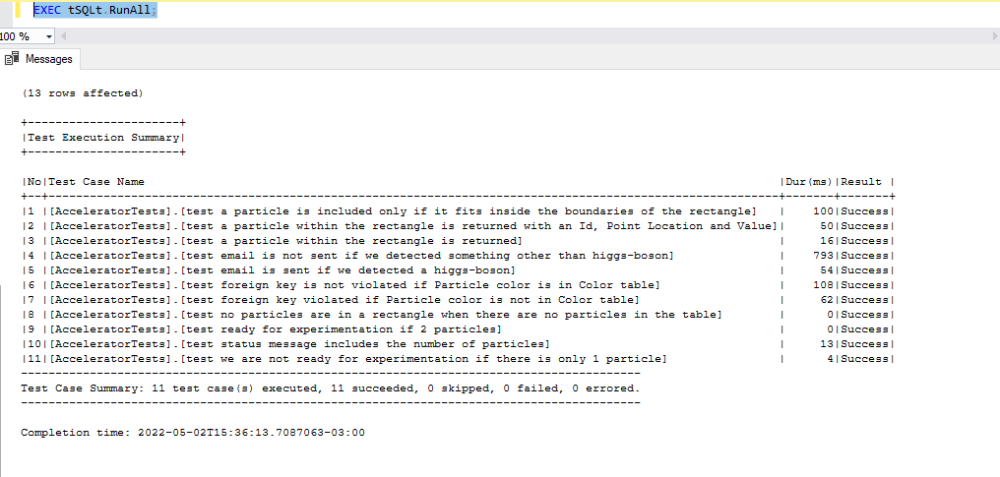 EXEC tSQLt.RunAll;
100 %
Messages
(13 rows affected)
+----------------------+
|Test Execution Summary|
+----------------------+
|No|Test Case Name |Dur(ms)|Result |
+--+----------------------------------------------------------------------------------------------------------+-------+-------+
|1 |[AcceleratorTests].[test a particle is included only if it fits inside the boundaries of the rectangle] | 100|Success|
|2 |[AcceleratorTests].[test a particle within the rectangle is returned with an Id, Point Location and Value]| 50|Success|
|3 |[AcceleratorTests].[test a particle within the rectangle is returned] | 16|Success|
|4 |[AcceleratorTests].[test email is not sent if we detected something other than higgs-boson] | 793|Success|
|5 |[AcceleratorTests].[test email is sent if we detected a higgs-boson] | 54|Success|
|6 |[AcceleratorTests].[test foreign key is not violated if Particle color is in Color table] | 108|Success|
|7 |[AcceleratorTests].[test foreign key violated if Particle color is not in Color table] | 62|Success|
|8 |[AcceleratorTests].[test no particles are in a rectangle when there are no particles in the table] | 0|Success|
|9 |[AcceleratorTests].[test ready for experimentation if 2 particles] | 0|Success|
|10|[AcceleratorTests].[test status message includes the number of particles] | 13|Success|
|11|[AcceleratorTests].[test we are not ready for experimentation if there is only 1 particle] | 4|Success|
-----------------------------------------------------------------------------------------
Test Case Summary: 11 test case(s) executed, 11 succeeded, 0 skipped, 0 failed, 0 errored.
-----------------------------------------------------------------------------------------
Completion time: 2022-05-02T15:36:13.7087063-03:00